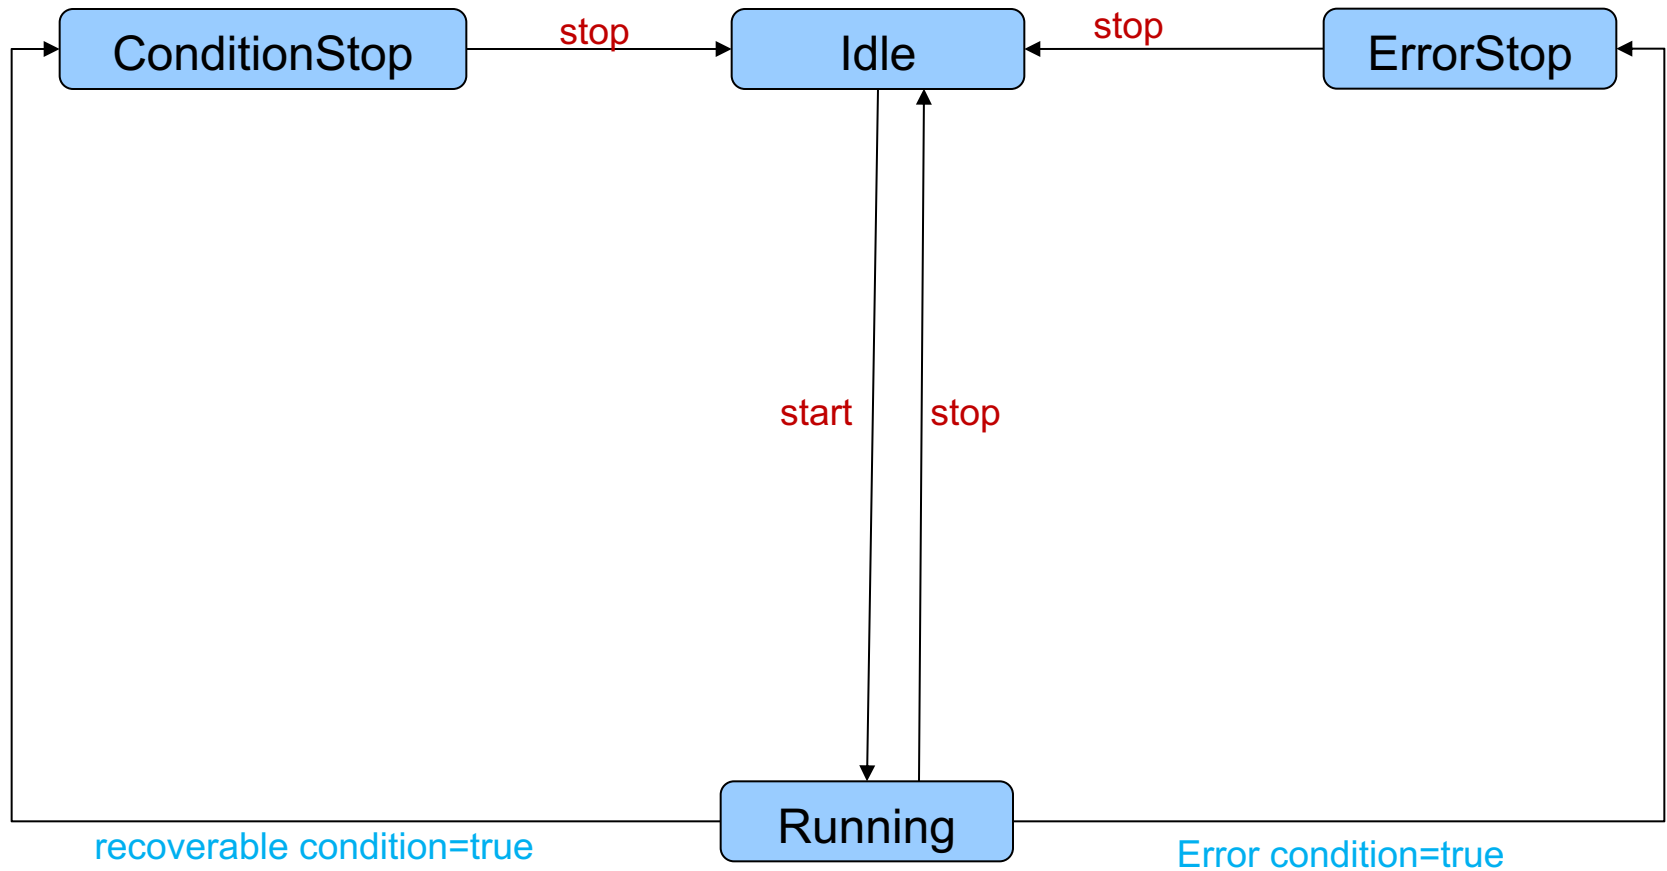 ConditionStop
stop
Idle
stop
ErrorStop
start
stop
Running
recoverable condition=true
Error condition=true